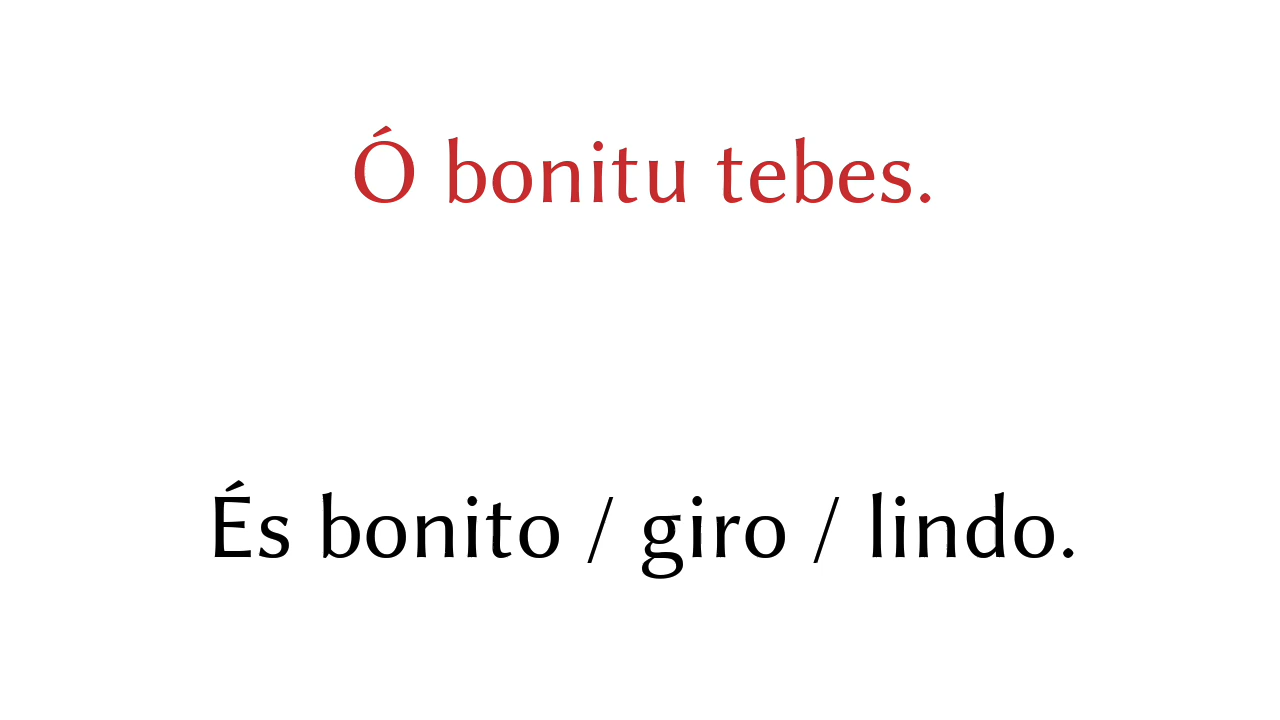 Ó bonitu tebes.
És bonito / giro / lindo.